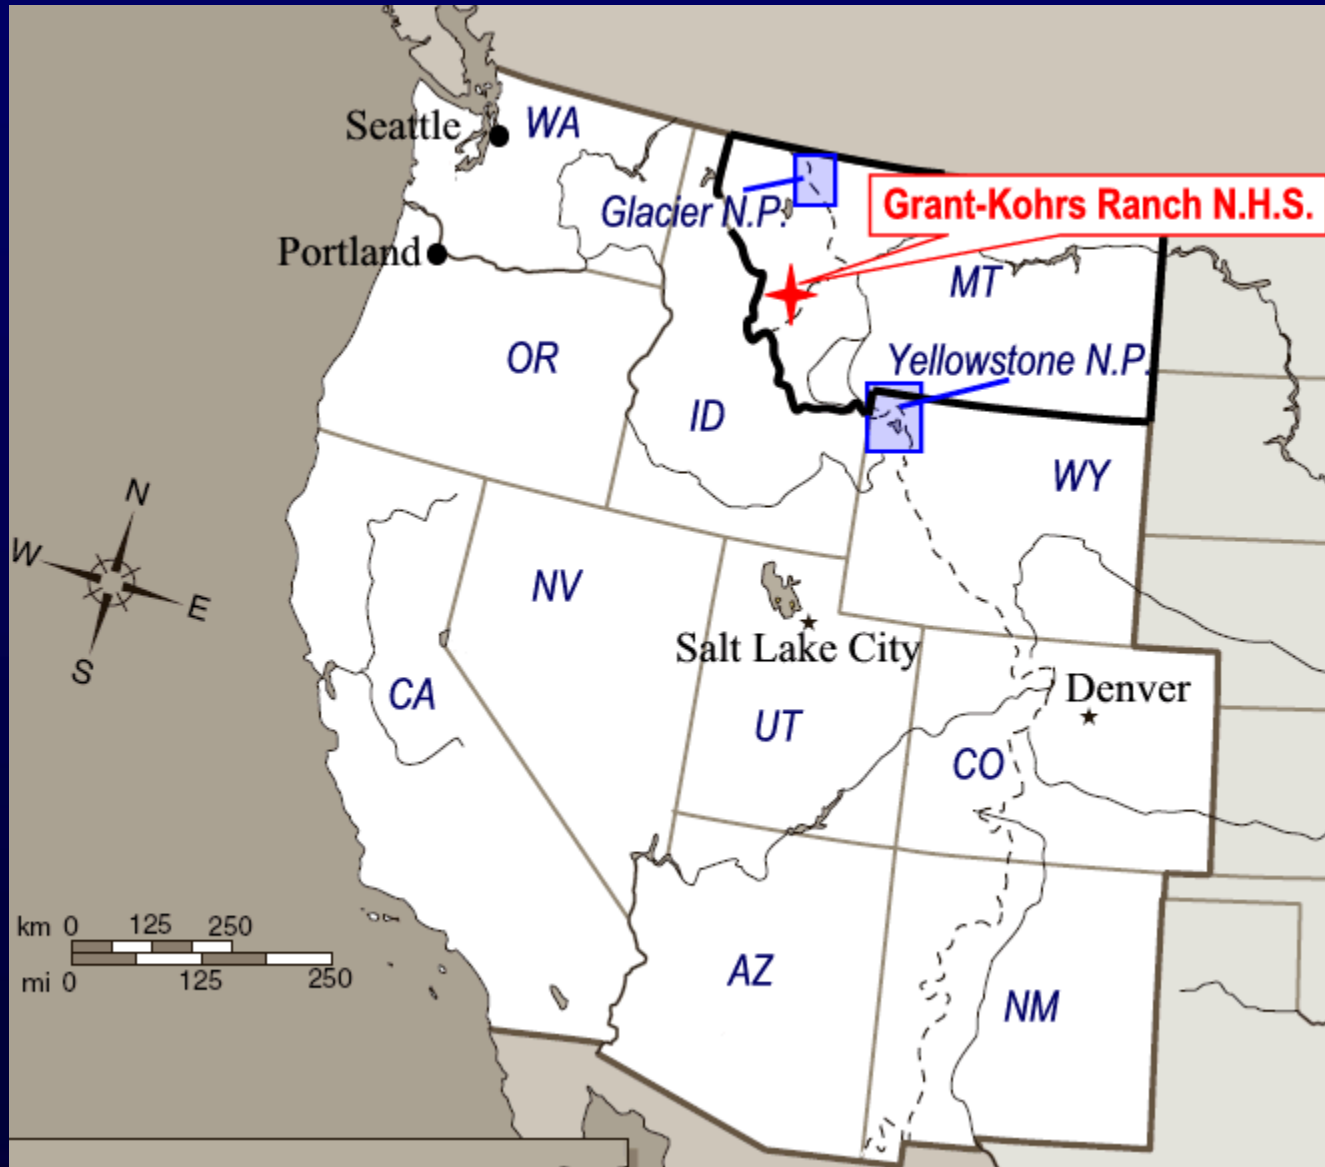 Seattle
WA
Glacier N.P.
Grant-Kohrs Ranch N.H.S.
Portland
MT
OR
Yellowstone N.P.
ID
WY
N
W
E
S
NV
Salt Lake City
CA
Denver
UT
CO
km 0 125 250
mi 0 125 250
AZ
NM